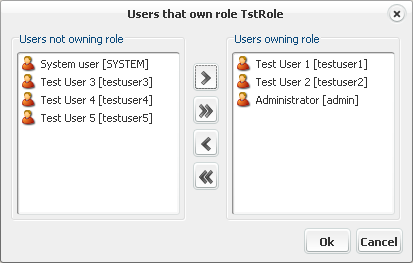 Users that own role TstRole
Users not owning role
System user [SYSTEM]
Test User 3 [testuser3]
Test User 4 [testuser4]
Test User 5 [testuser5]
Users owning role
Test User 1 [testuser1]
Test User 2 [testuser2]
Administrator [admin]
Ok
Cancel